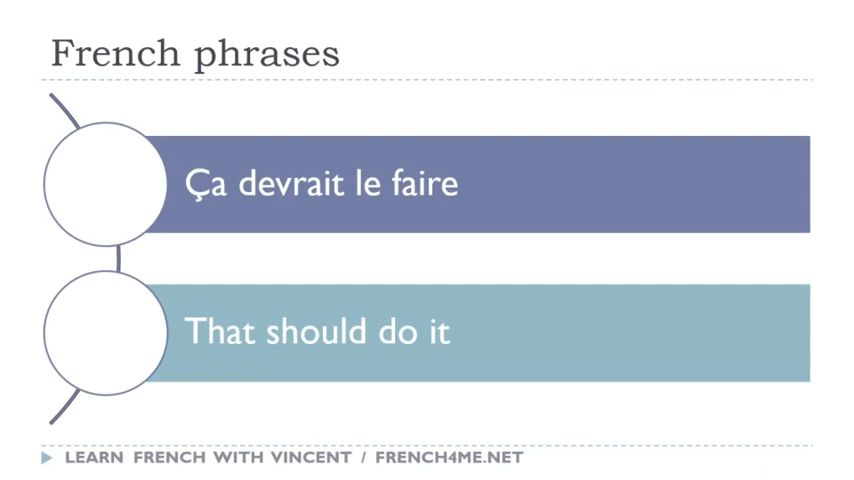 French phrases
Ça devrait le faire
That should do it
LEARN FRENCH WITH VINCENT / FRENCH4ME.NET